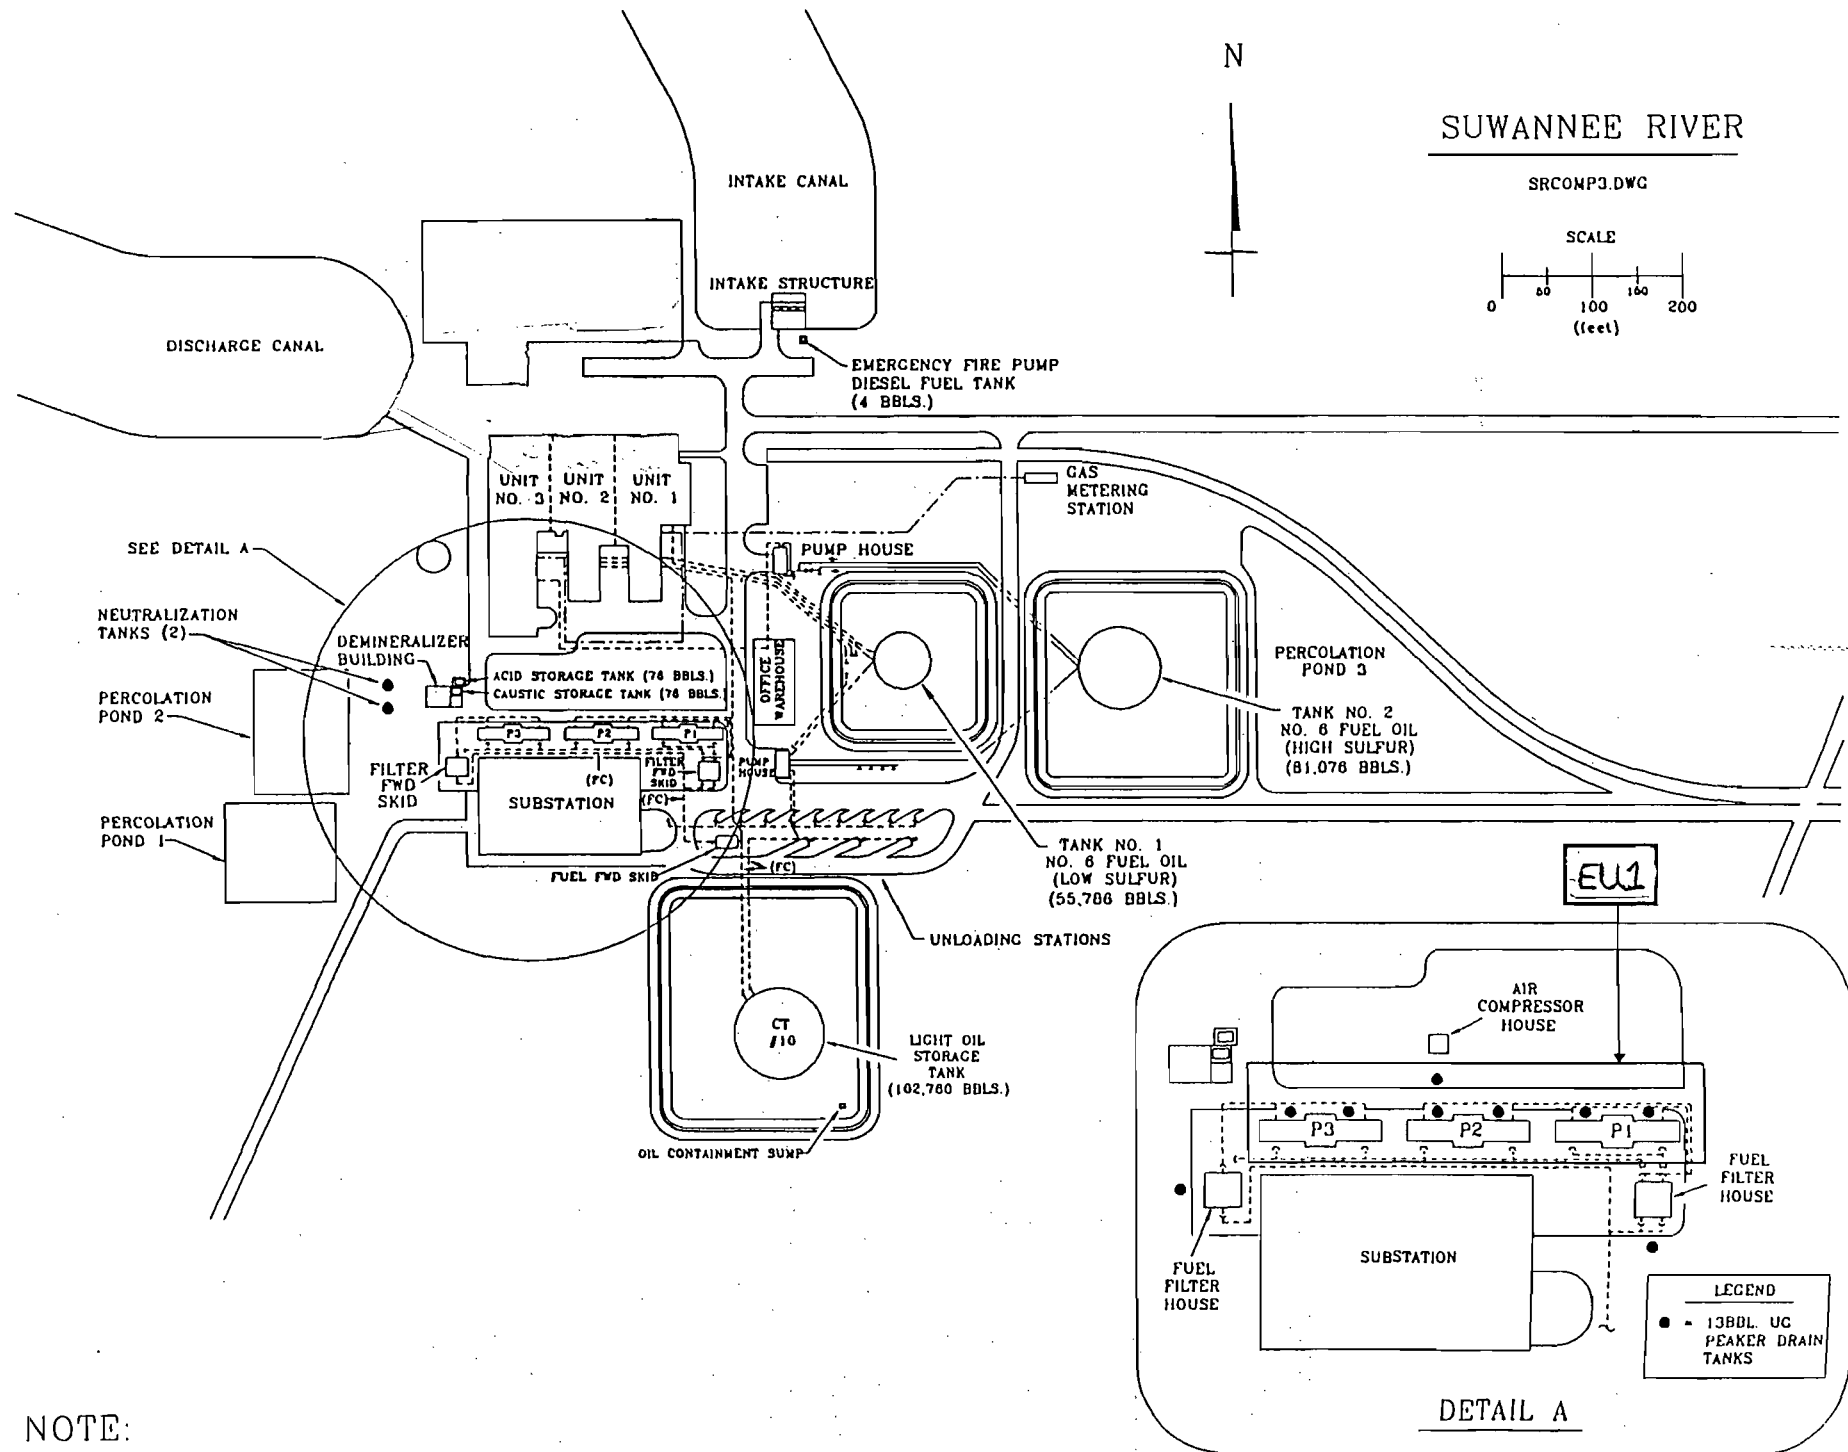 N
SUWANNEE RIVER
SRCOMP3.DWG
SCALE
0 50 100 150 200
(feet)
INTAKE CANAL
INTAKE STRUCTURE
DISCHARGE CANAL
EMERGENCY FIRE PUMP
DIESEL FUEL TANK
(4 BBLS.)
UNIT
NO. 3
UNIT
NO. 2
UNIT
NO. 1
GAS
METERING
STATION
SEE DETAIL A
PUMP HOUSE
NEUTRALIZATION
TANKS (2)
DEMINERALIZER
BUILDING
ACID STORAGE TANK (76 BBLS.)
CAUSTIC STORAGE TANK (76 BBLS.
OFFICE
WAREHOUSE
PERCOLATION
POND 3
PERCOLATION
POND 2
TANK NO. 2
NO. 6 FUEL OIL
(HIGH SULFUR)
(81,076 BBLS.)
P3
P2
P1
FILTER
FWD
SKID
(FC)
FILTER
FWD
SKID
PUMP
HOUSE
SUBSTATION
(FC)
PERCOLATION
POND 1
TANK NO. 1
NO. 6 FUEL OIL
(LOW SULFUR)
(55,786 BBLS.)
FUEL FWD SKID
(FC)
EU1
UNLOADING STATIONS
CT
#10
LIGHT OIL
STORAGE
TANK
(102,760 BBLS.)
OIL CONTAINMENT SUMP
AIR
COMPRESSOR
HOUSE
P3
P2
P1
FUEL
FILTER
HOUSE
SUBSTATION
FUEL
FILTER
HOUSE
LEGEND
● = 13BBL. UG
PEAKER DRAIN
TANKS
DETAIL A
NOTE: